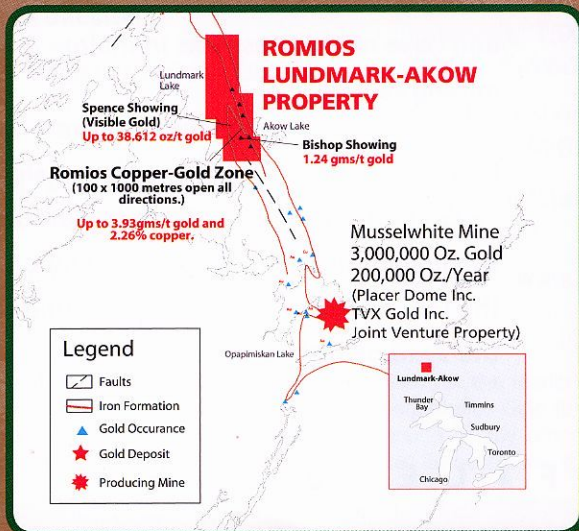 ROMIOS
LUNDMARK-AKOW
PROPERTY
Lundmark
Lake
Spence Showing
(Visible Gold)
Up to 38.612 oz/t gold
Akow Lake
Bishop Showing
1.24 gms/t gold
Romios Copper-Gold Zone
(100 x 1000 metres open all
directions.)
Up to 3.93gms/t gold and
2.26% copper.
Musselwhite Mine
3,000,000 Oz. Gold
200,000 Oz./Year
(Placer Dome Inc.
TVX Gold Inc.
Joint Venture Property)
Opapimiskan Lake
Legend
Faults
Iron Formation
Gold Occurance
Gold Deposit
Producing Mine
Lundmark-Akow
Thunder
Bay
Timmins
Sudbury
Toronto
Chicago